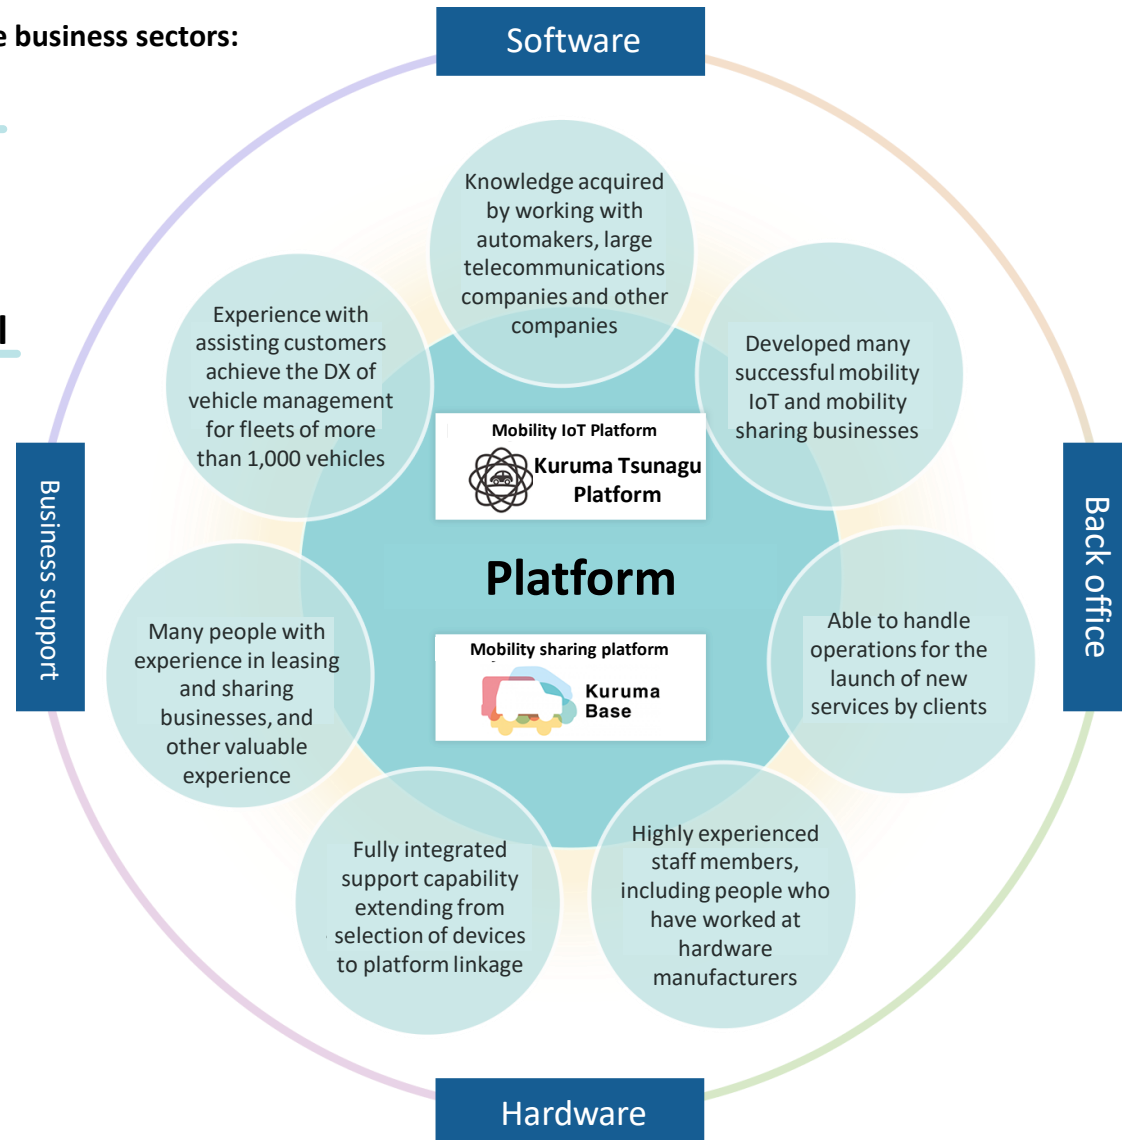 e business sectors:
Software
Knowledge acquired
by working with
automakers, large
telecommunications
companies and other
companies
Experience with
assisting customers
achieve the DX of
vehicle management
for fleets of more
than 1,000 vehicles
l
Developed many
successful mobility
IoT and mobility
sharing businesses
Mobility IoT Platform
Kuruma Tsunagu
Platform
Business support
Back office
Platform
Many people with
experience in leasing
and sharing
businesses, and
other valuable
experience
Mobility sharing platform
Kuruma
Base
Able to handle
operations for the
launch of new
services by clients
Fully integrated
support capability
extending from
selection of devices
to platform linkage
Highly experienced
staff members,
including people who
have worked at
hardware
manufacturers
Hardware